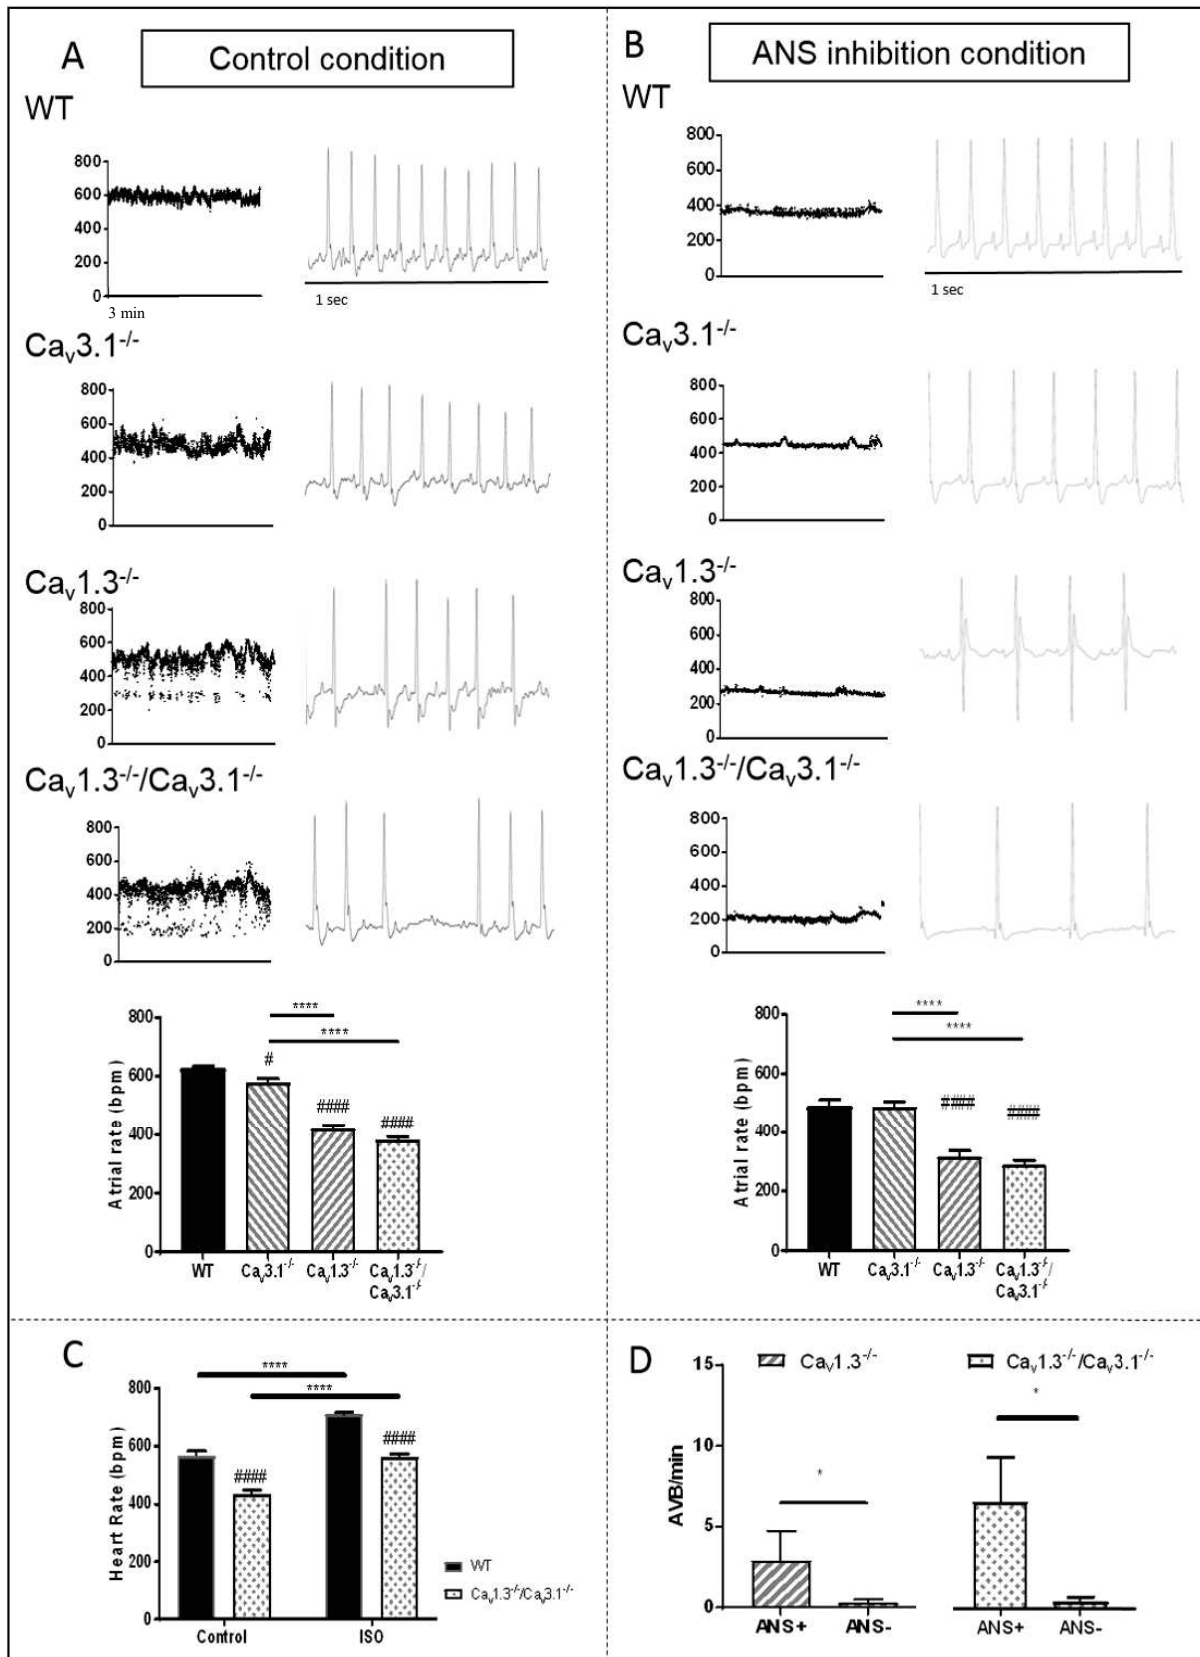 A
Control condition
WT
800
600
400
200
0
3 min
1 sec
Caᵥ3.1⁻/⁻
800
600
400
200
0
Caᵥ1.3⁻/⁻
800
600
400
200
0
Caᵥ1.3⁻/⁻/Caᵥ3.1⁻/⁻
800
600
400
200
0
****
****
#
####
####
Atrial rate (bpm)
800
600
400
200
0
WT
Caᵥ3.1⁻/⁻
Caᵥ1.3⁻/⁻
Caᵥ1.3⁻/⁻/
Caᵥ3.1⁻/⁻
B
ANS inhibition condition
WT
800
600
400
200
0
1 sec
Caᵥ3.1⁻/⁻
800
600
400
200
0
Caᵥ1.3⁻/⁻
800
600
400
200
0
Caᵥ1.3⁻/⁻/Caᵥ3.1⁻/⁻
800
600
400
200
0
****
****
####
####
Atrial rate (bpm)
800
600
400
200
0
WT
Caᵥ3.1⁻/⁻
Caᵥ1.3⁻/⁻
Caᵥ1.3⁻/⁻/
Caᵥ3.1⁻/⁻
C
****
****
####
####
Heart Rate (bpm)
800
600
400
200
0
Control
ISO
WT
Caᵥ1.3⁻/⁻/Caᵥ3.1⁻/⁻
D
Caᵥ1.3⁻/⁻
Caᵥ1.3⁻/⁻/Caᵥ3.1⁻/⁻
*
*
AVB/min
15
10
5
0
ANS+
ANS-
ANS+
ANS-